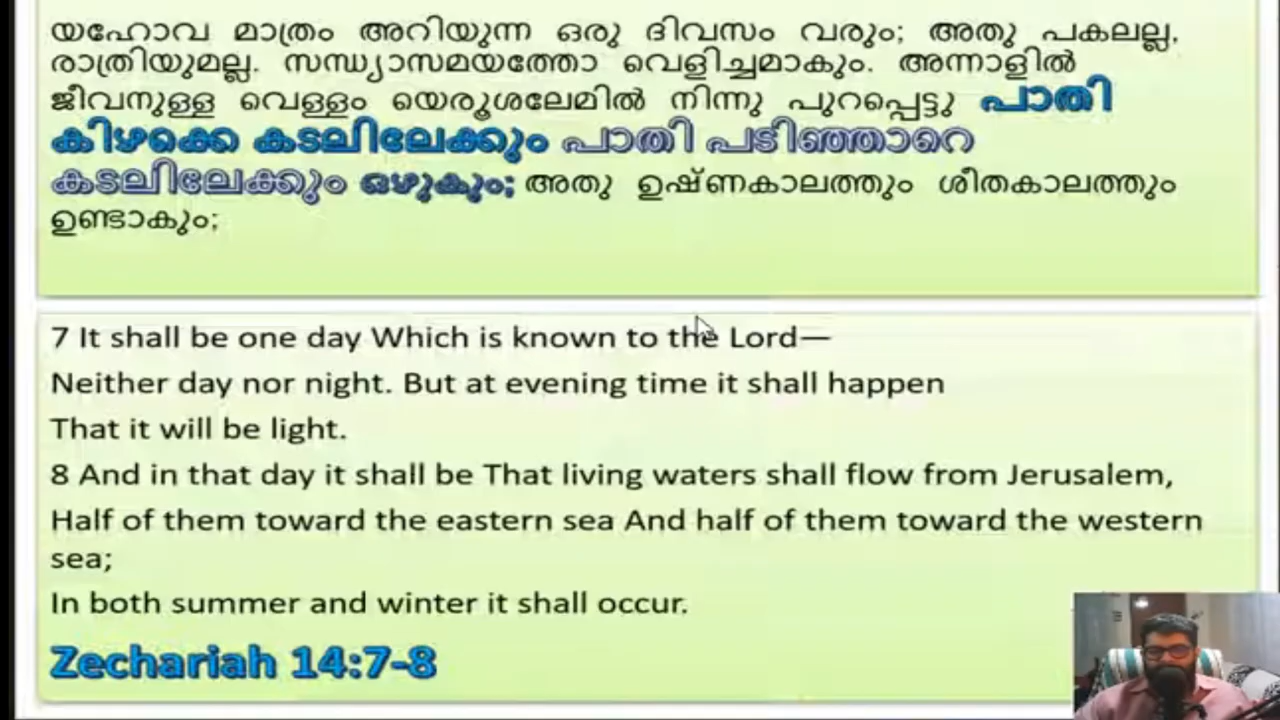 യഹോവ മാത്രം അറിയുന്ന ഒരു ദിവസം വരും; അതു പകലല്ല,
രാത്രിയുമല്ല. സന്ധ്യാസമയത്തോ വെളിച്ചമാകും. അന്നാളിൽ
ജീവനുള്ള വെള്ളം യെരൂശലേമിൽ നിന്നു പുറപ്പെട്ടു പാതി
കിഴക്കെ കടലിലേക്കും പാതി പടിഞ്ഞാറെ
കടലിലേക്കും ഒഴുകും; അതു ഉഷ്ണകാലത്തും ശീതകാലത്തും
ഉണ്ടാകും;
7 It shall be one day Which is known to the Lord—
Neither day nor night. But at evening time it shall happen
That it will be light.
8 And in that day it shall be That living waters shall flow from Jerusalem,
Half of them toward the eastern sea And half of them toward the western
sea;
In both summer and winter it shall occur.
Zechariah 14:7-8